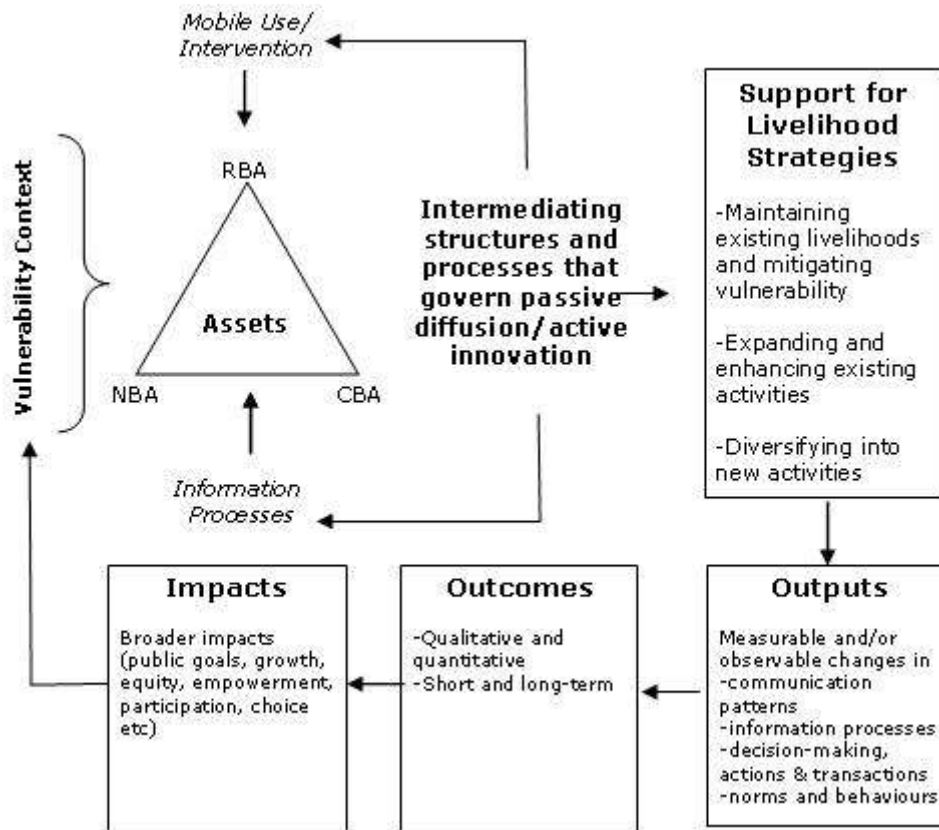 Mobile Use/
Intervention
RBA
Assets
NBA
CBA
Vulnerability Context
Information
Processes
Intermediating
structures and
processes that
govern passive
diffusion/active
innovation
Support for
Livelihood
Strategies
-Maintaining
existing livelihoods
and mitigating
vulnerability
-Expanding and
enhancing existing
activities
-Diversifying into
new activities
Impacts
Broader impacts
(public goals, growth,
equity, empowerment,
participation, choice
etc)
Outcomes
-Qualitative and
quantitative
-Short and long-term
Outputs
Measurable and/or
observable changes in
-communication
patterns
-information processes
-decision-making,
actions & transactions
-norms and behaviours